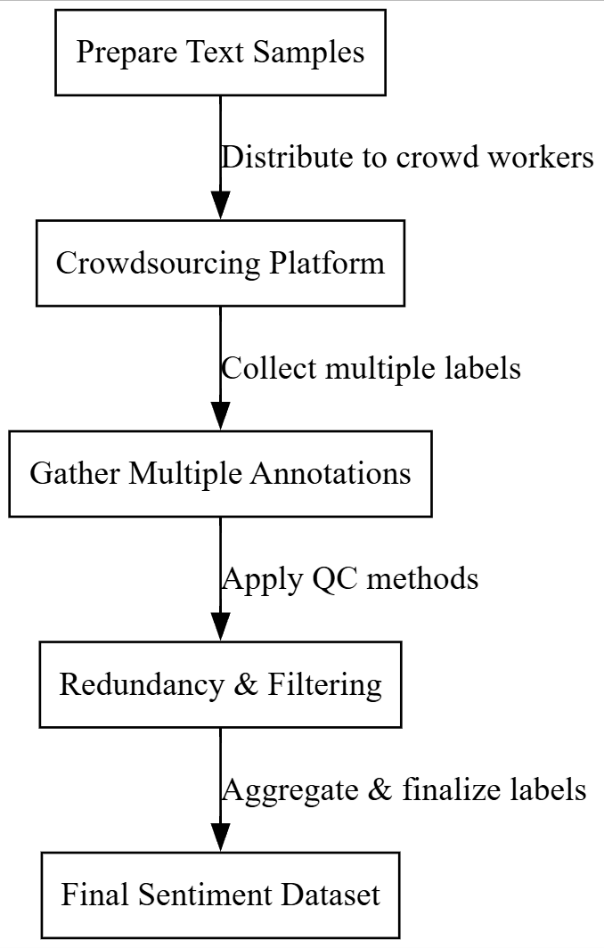 Prepare Text Samples
Distribute to crowd workers
Crowdsourcing Platform
Collect multiple labels
Gather Multiple Annotations
Apply QC methods
Redundancy & Filtering
Aggregate & finalize labels
Final Sentiment Dataset